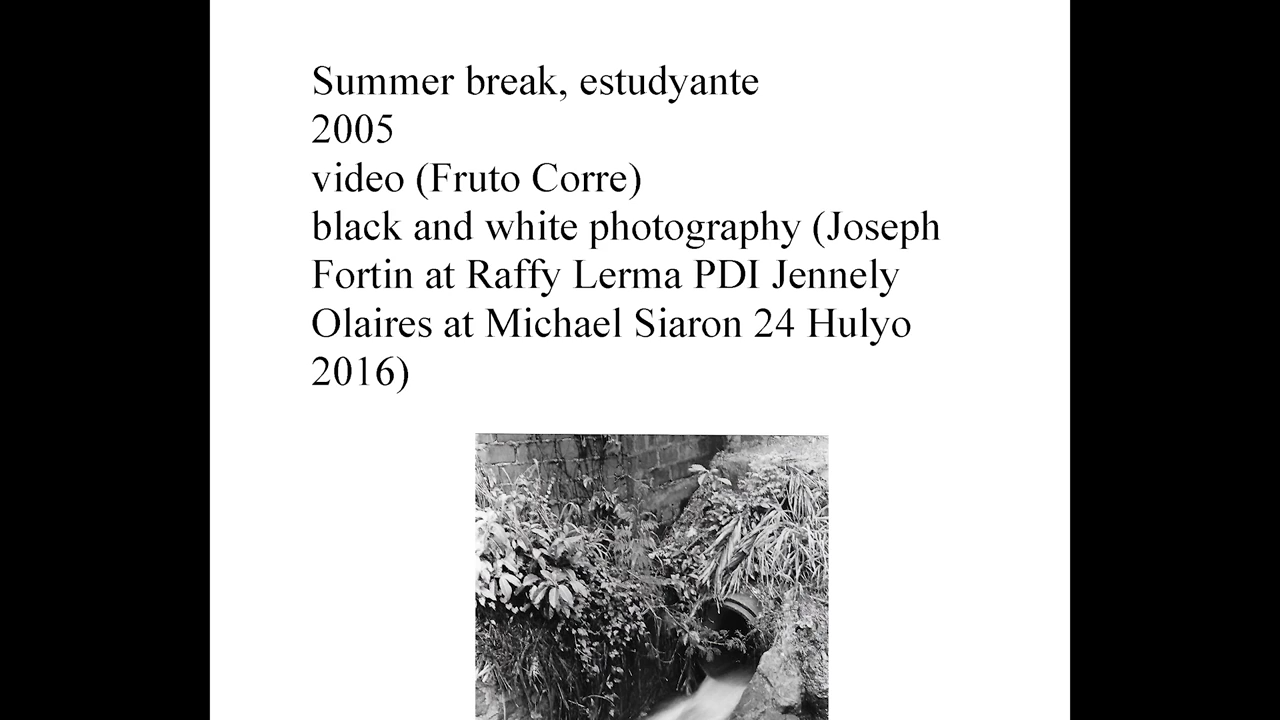 Summer break, estudyante
2005
video (Fruto Corre)
black and white photography (Joseph
Fortin at Raffy Lerma PDI Jennely
Olaires at Michael Siaron 24 Hulyo
2016)